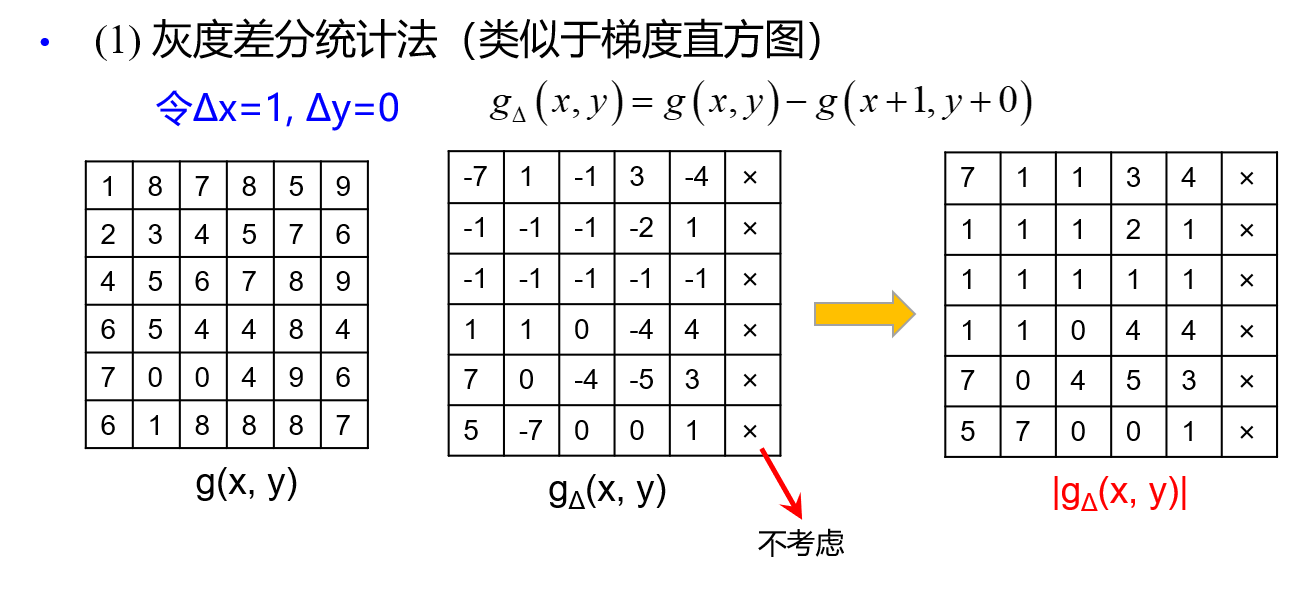 • (1) 灰度差分统计法（类似于梯度直方图）
令Δx=1, Δy=0
g_Δ(x, y) = g(x, y) − g(x+1, y+0)
1 8 7 8 5 9
2 3 4 5 7 6
4 5 6 7 8 9
6 5 4 4 8 4
7 0 0 4 9 6
6 1 8 8 8 7
g(x, y)
-7 1 -1 3 -4 ×
-1 -1 -1 -2 1 ×
-1 -1 -1 -1 -1 ×
1 1 0 -4 4 ×
7 0 -4 -5 3 ×
5 -7 0 0 1 ×
g_Δ(x, y)
不考虑
7 1 1 3 4 ×
1 1 1 2 1 ×
1 1 1 1 1 ×
1 1 0 4 4 ×
7 0 4 5 3 ×
5 7 0 0 1 ×
|g_Δ(x, y)|